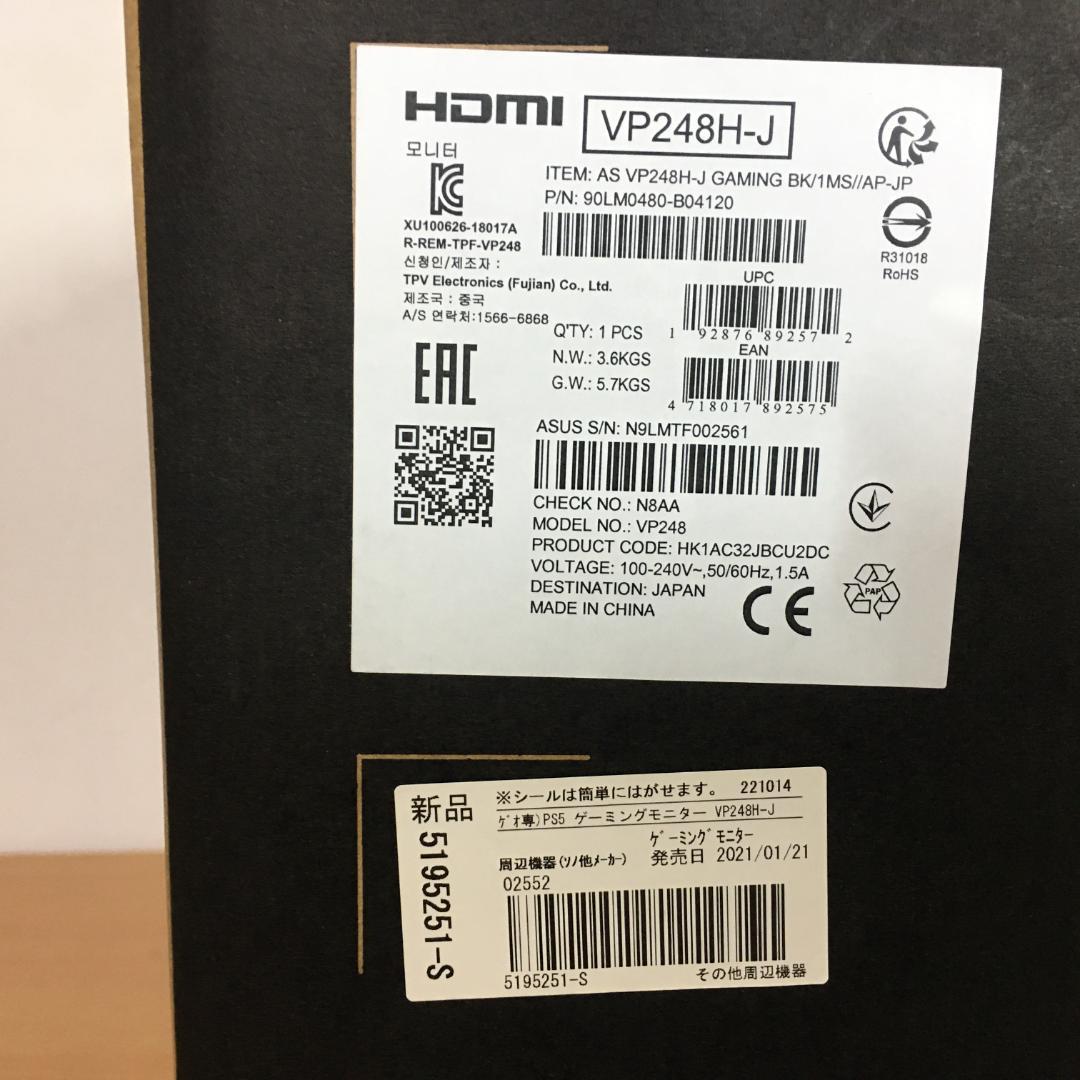 HDMI
VP248H-J
모니터
XU100626-18017A
R-REM-TPF-VP248
신청인/제조자 :
TPV Electronics (Fujian) Co., Ltd.
제조국 : 중국
A/S 연락처:1566-6868
EAC
ITEM: AS VP248H-J GAMING BK/1MS//AP-JP
P/N: 90LM0480-B04120
R31018
RoHS
UPC
1 92876 89257 2
Q'TY: 1 PCS
EAN
N.W.: 3.6KGS
G.W.: 5.7KGS
4 718017 892575
ASUS S/N: N9LMTF002561
CHECK NO.: N8AA
MODEL NO.: VP248
PRODUCT CODE: HK1AC32JBCU2DC
VOLTAGE: 100-240V~,50/60Hz,1.5A
DESTINATION: JAPAN
MADE IN CHINA
CE
PAP
新品
5195251-S
※シールは簡単にはがせます。 221014
ｹﾞｵ専)PS5 ゲーミングモニター VP248H-J
ｹﾞｰﾐﾝｸﾞﾓﾆﾀｰ
周辺機器(ｿﾉ他ﾒｰｶｰ) 発売日 2021/01/21
02552
5195251-S その他周辺機器